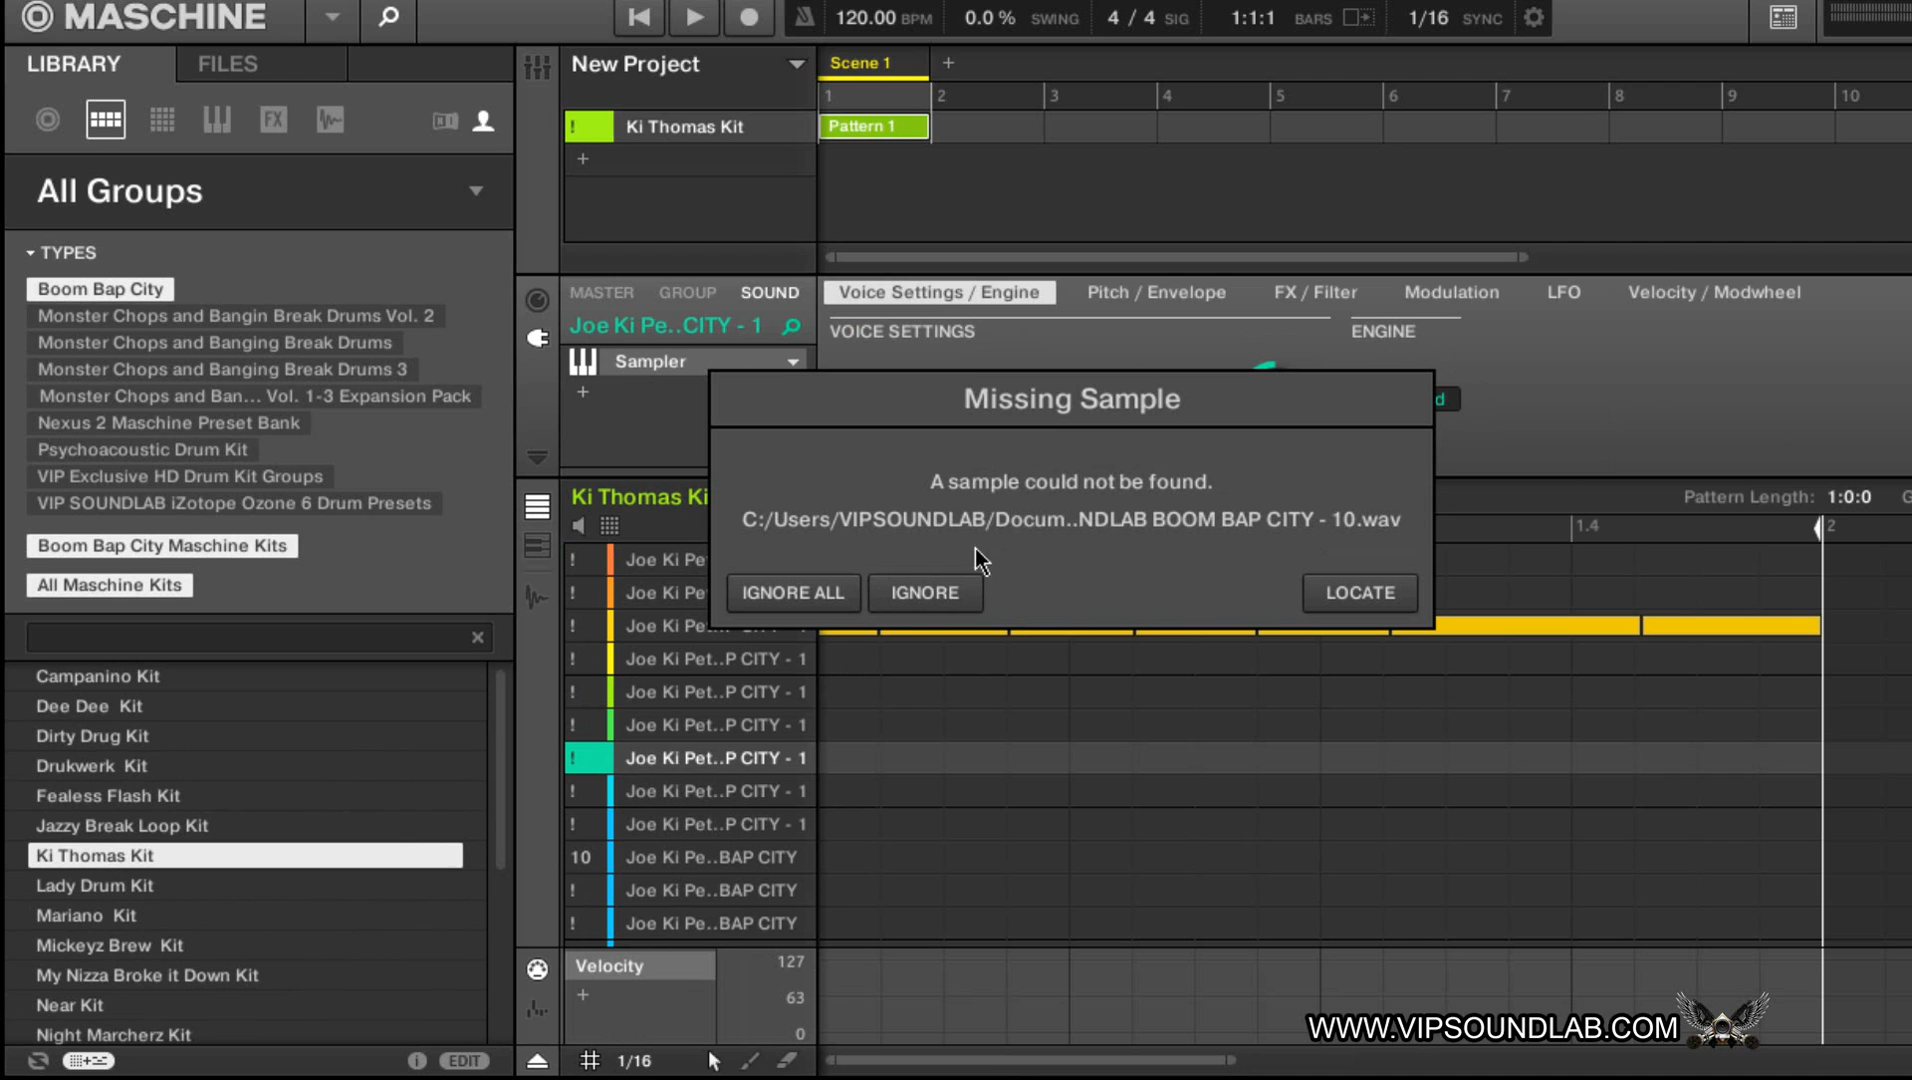 MASCHINE
120.00 BPM 0.0 % SWING 4 / 4 SIG 1:1:1 BARS 1/16 SYNC
LIBRARY FILES
FX
All Groups
TYPES
Boom Bap City
Monster Chops and Bangin Break Drums Vol. 2
Monster Chops and Banging Break Drums
Monster Chops and Banging Break Drums 3
Monster Chops and Ban... Vol. 1-3 Expansion Pack
Nexus 2 Maschine Preset Bank
Psychoacoustic Drum Kit
VIP Exclusive HD Drum Kit Groups
VIP SOUNDLAB iZotope Ozone 6 Drum Presets
Boom Bap City Maschine Kits
All Maschine Kits
Campanino Kit
Dee Dee Kit
Dirty Drug Kit
Drukwerk Kit
Fealess Flash Kit
Jazzy Break Loop Kit
Ki Thomas Kit
Lady Drum Kit
Mariano Kit
Mickeyz Brew Kit
My Nizza Broke it Down Kit
Near Kit
Night Marcherz Kit
EDIT
New Project
Scene 1 +
1 2 3 4 5 6 7 8 9 10
! Ki Thomas Kit
Pattern 1
+
MASTER GROUP SOUND
Joe Ki Pe..CITY - 1
Sampler
+
Voice Settings / Engine Pitch / Envelope FX / Filter Modulation LFO Velocity / Modwheel
VOICE SETTINGS ENGINE
d
Missing Sample
A sample could not be found.
C:/Users/VIPSOUNDLAB/Docum..NDLAB BOOM BAP CITY - 10.wav
IGNORE ALL IGNORE LOCATE
Ki Thomas Ki
Pattern Length: 1:0:0 G
1.4 2
! Joe Ki Pe
! Joe Ki Pe
! Joe Ki Pet..P CITY - 1
! Joe Ki Pet..P CITY - 1
! Joe Ki Pet..P CITY - 1
! Joe Ki Pet..P CITY - 1
! Joe Ki Pet..P CITY - 1
! Joe Ki Pet..P CITY - 1
! Joe Ki Pet..P CITY - 1
10 Joe Ki Pe..BAP CITY
! Joe Ki Pe..BAP CITY
! Joe Ki Pe..BAP CITY
Velocity 127
+ 63
0
1/16
WWW.VIPSOUNDLAB.COM